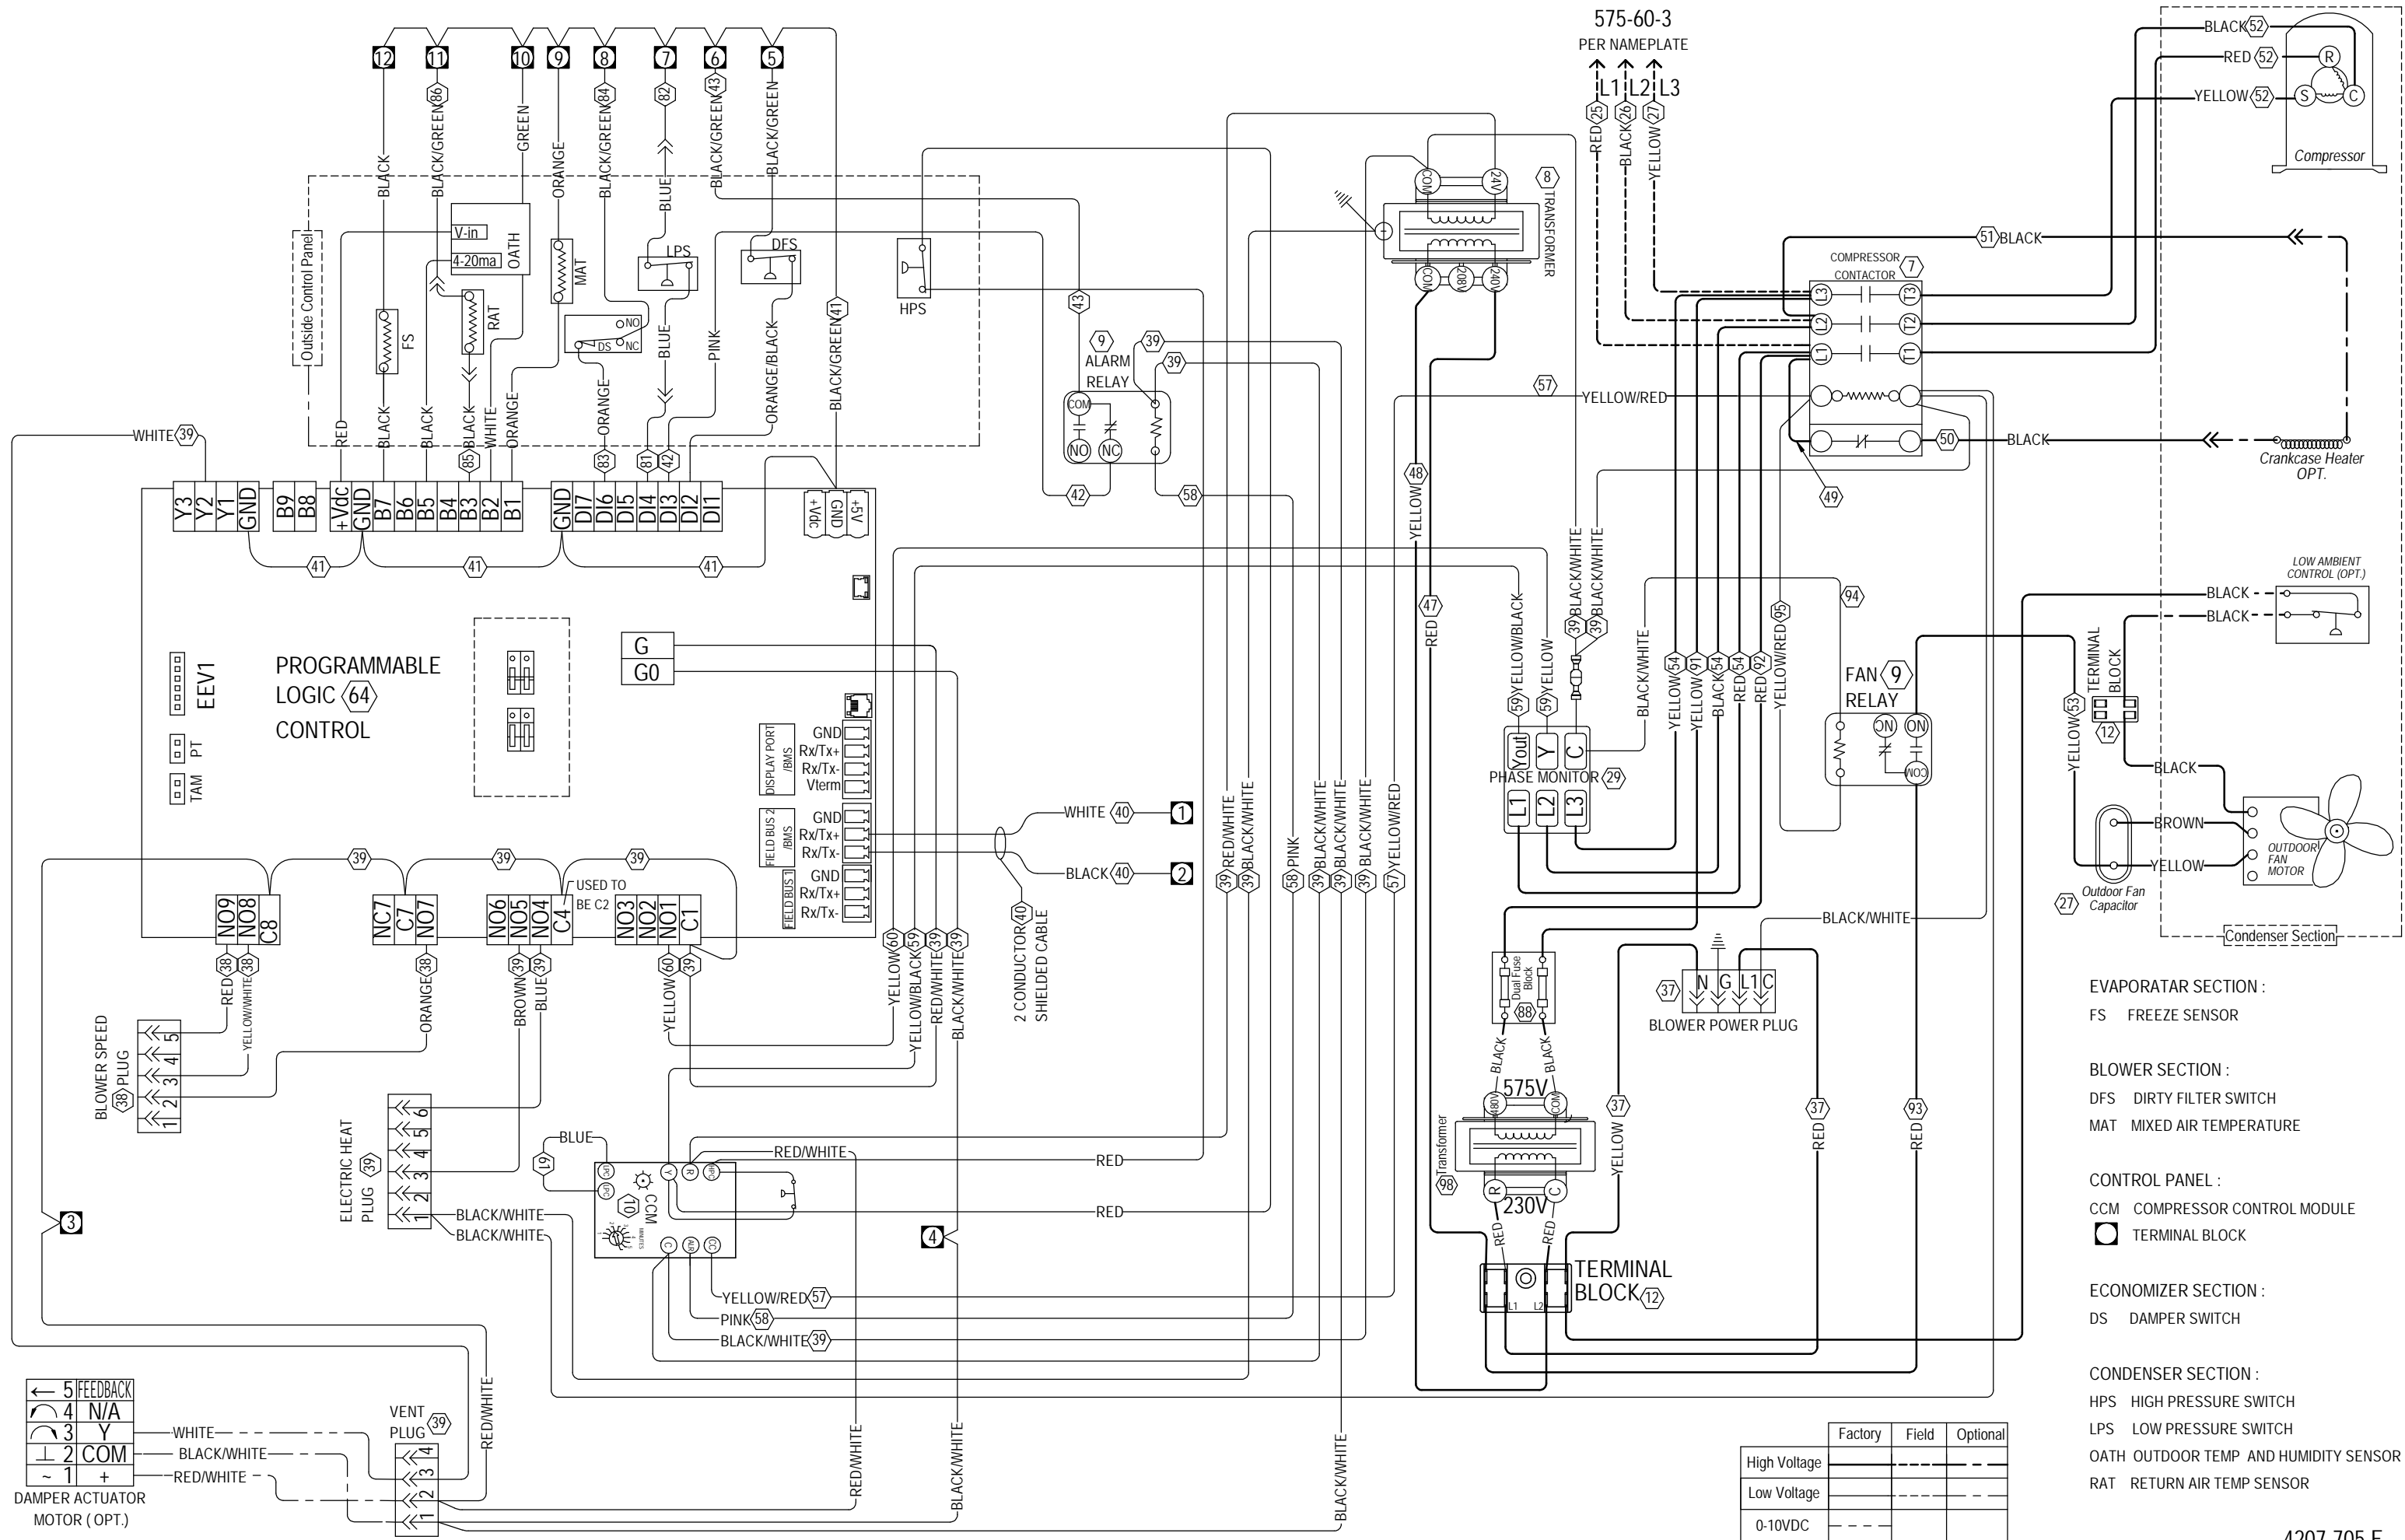 575-60-3
PER NAMEPLATE
L1 L2 L3
RED 25
BLACK 26
YELLOW 27
12 11 10 9 8 7 6 5
86 84 82 43
BLACK
BLACK/GREEN
GREEN
ORANGE
BLACK/GREEN
BLUE
BLACK/GREEN
BLACK/GREEN
Outside Control Panel
V-in
4-20ma
OATH
MAT
LPS
DFS
HPS
FS
RAT
NO
DS NC
BLUE
PINK
ORANGE/BLACK
BLACK/GREEN 41
RED
BLACK
BLACK
BLACK
WHITE
ORANGE
ORANGE
85 83 81 42
WHITE 39
43
9
ALARM
RELAY
39
39
COM
NO NC
42
58
COM 24V
8
TRANSFORMER
COM 208V 240V
BLACK 52
RED 52
YELLOW 52
R
S C
Compressor
51 BLACK
COMPRESSOR
CONTACTOR 7
L3 T3
L2 T2
L1 T1
57
YELLOW/RED
50 BLACK
49
Crankcase Heater
OPT.
Y3 Y2 Y1 GND
B9 B8
+Vdc GND B7 B6 B5 B4 B3 B2 B1
GND DI7 DI6 DI5 DI4 DI3 DI2 DI1
+Vdc GND +5V
41 41 41
PROGRAMMABLE
LOGIC 64
CONTROL
EEV1
PT
TAM
G
G0
DISPLAY PORT
/BMS
GND
Rx/Tx+
Rx/Tx-
Vterm
FIELD BUS 2
/BMS
GND
Rx/Tx+
Rx/Tx-
FIELD BUS 1
GND
Rx/Tx+
Rx/Tx-
WHITE 40 1
BLACK 40 2
2 CONDUCTOR 40
SHIELDED CABLE
39 39 39
USED TO
BE C2
NO9 NO8 C8
NC7 C7 NO7
NO6 NO5 NO4 C4
NO3 NO2 NO1 C1
RED 38
YELLOW/WHITE 38
ORANGE 38
BROWN 39
BLUE 39
YELLOW 60
39
YELLOW 60
YELLOW/BLACK 59
RED/WHITE 39
BLACK/WHITE 39
39 RED/WHITE
39 BLACK/WHITE
58 PINK
39 BLACK/WHITE
39 BLACK/WHITE
39 BLACK/WHITE
57 YELLOW/RED
YELLOW 48
RED 47
59 YELLOW/BLACK
59 YELLOW
39 BLACK/WHITE
39 BLACK/WHITE
BLACK/WHITE
YELLOW 54
YELLOW 91
BLACK 54
RED 54
RED 92
YELLOW/RED 95
94
Yout Y C
PHASE MONITOR 29
L1 L2 L3
FAN 9
RELAY
NC NO
COM
LOW AMBIENT
CONTROL (OPT.)
BLACK
BLACK
TERMINAL
BLOCK
12
YELLOW 53
BLACK
BROWN
YELLOW
OUTDOOR
FAN
MOTOR
27
Outdoor Fan
Capacitor
Condenser Section
BLACK/WHITE
Dual Fuse
Block
88
37
N G L1 C
BLOWER POWER PLUG
BLACK
BLACK
575V
480V COM
Transformer
98
R C
230V
RED
RED
TERMINAL
BLOCK 12
L1 L2
37
YELLOW
37
RED
93
RED
BLOWER SPEED
38 PLUG
5 4 3 2 1
ELECTRIC HEAT
PLUG 39
6 5 4 3 2 1
BLACK/WHITE
BLACK/WHITE
BLUE
61
LPC
LPC
Y R HPC
CCM
10
MINUTES
C ALR CC
RED/WHITE
RED
RED
4
3
YELLOW/RED 57
PINK 58
BLACK/WHITE 39
RED/WHITE
RED/WHITE
BLACK/WHITE
BLACK/WHITE
5 FEEDBACK
4 N/A
3 Y
2 COM
~ 1 +
DAMPER ACTUATOR
MOTOR ( OPT.)
WHITE
BLACK/WHITE
RED/WHITE
VENT
PLUG 39
4 3 2 1
EVAPORATAR SECTION :
FS FREEZE SENSOR
BLOWER SECTION :
DFS DIRTY FILTER SWITCH
MAT MIXED AIR TEMPERATURE
CONTROL PANEL :
CCM COMPRESSOR CONTROL MODULE
TERMINAL BLOCK
ECONOMIZER SECTION :
DS DAMPER SWITCH
CONDENSER SECTION :
HPS HIGH PRESSURE SWITCH
LPS LOW PRESSURE SWITCH
OATH OUTDOOR TEMP AND HUMIDITY SENSOR
RAT RETURN AIR TEMP SENSOR
Factory Field Optional
High Voltage
Low Voltage
0-10VDC